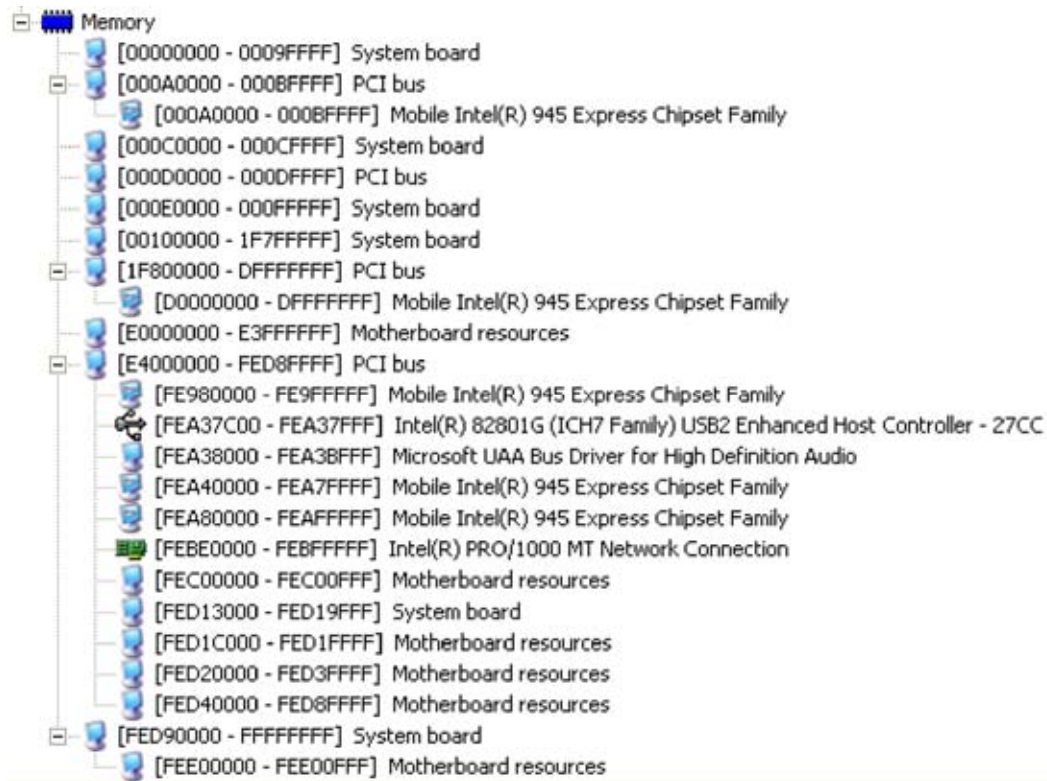 Memory
[00000000 - 0009FFFF] System board
[000A0000 - 000BFFFF] PCI bus
[000A0000 - 000BFFFF] Mobile Intel(R) 945 Express Chipset Family
[000C0000 - 000CFFFF] System board
[000D0000 - 000DFFFF] PCI bus
[000E0000 - 000FFFFF] System board
[00100000 - 1F7FFFFF] System board
[1F800000 - DFFFFFFF] PCI bus
[D0000000 - DFFFFFFF] Mobile Intel(R) 945 Express Chipset Family
[E0000000 - E3FFFFFF] Motherboard resources
[E4000000 - FED8FFFF] PCI bus
[FE980000 - FE9FFFFF] Mobile Intel(R) 945 Express Chipset Family
[FEA37C00 - FEA37FFF] Intel(R) 82801G (ICH7 Family) USB2 Enhanced Host Controller - 27CC
[FEA38000 - FEA3BFFF] Microsoft UAA Bus Driver for High Definition Audio
[FEA40000 - FEA7FFFF] Mobile Intel(R) 945 Express Chipset Family
[FEA80000 - FEAFFFFF] Mobile Intel(R) 945 Express Chipset Family
[FEBE0000 - FEBFFFFF] Intel(R) PRO/1000 MT Network Connection
[FEC00000 - FEC00FFF] Motherboard resources
[FED13000 - FED19FFF] System board
[FED1C000 - FED1FFFF] Motherboard resources
[FED20000 - FED3FFFF] Motherboard resources
[FED40000 - FED8FFFF] Motherboard resources
[FED90000 - FFFFFFFF] System board
[FEE00000 - FEE00FFF] Motherboard resources